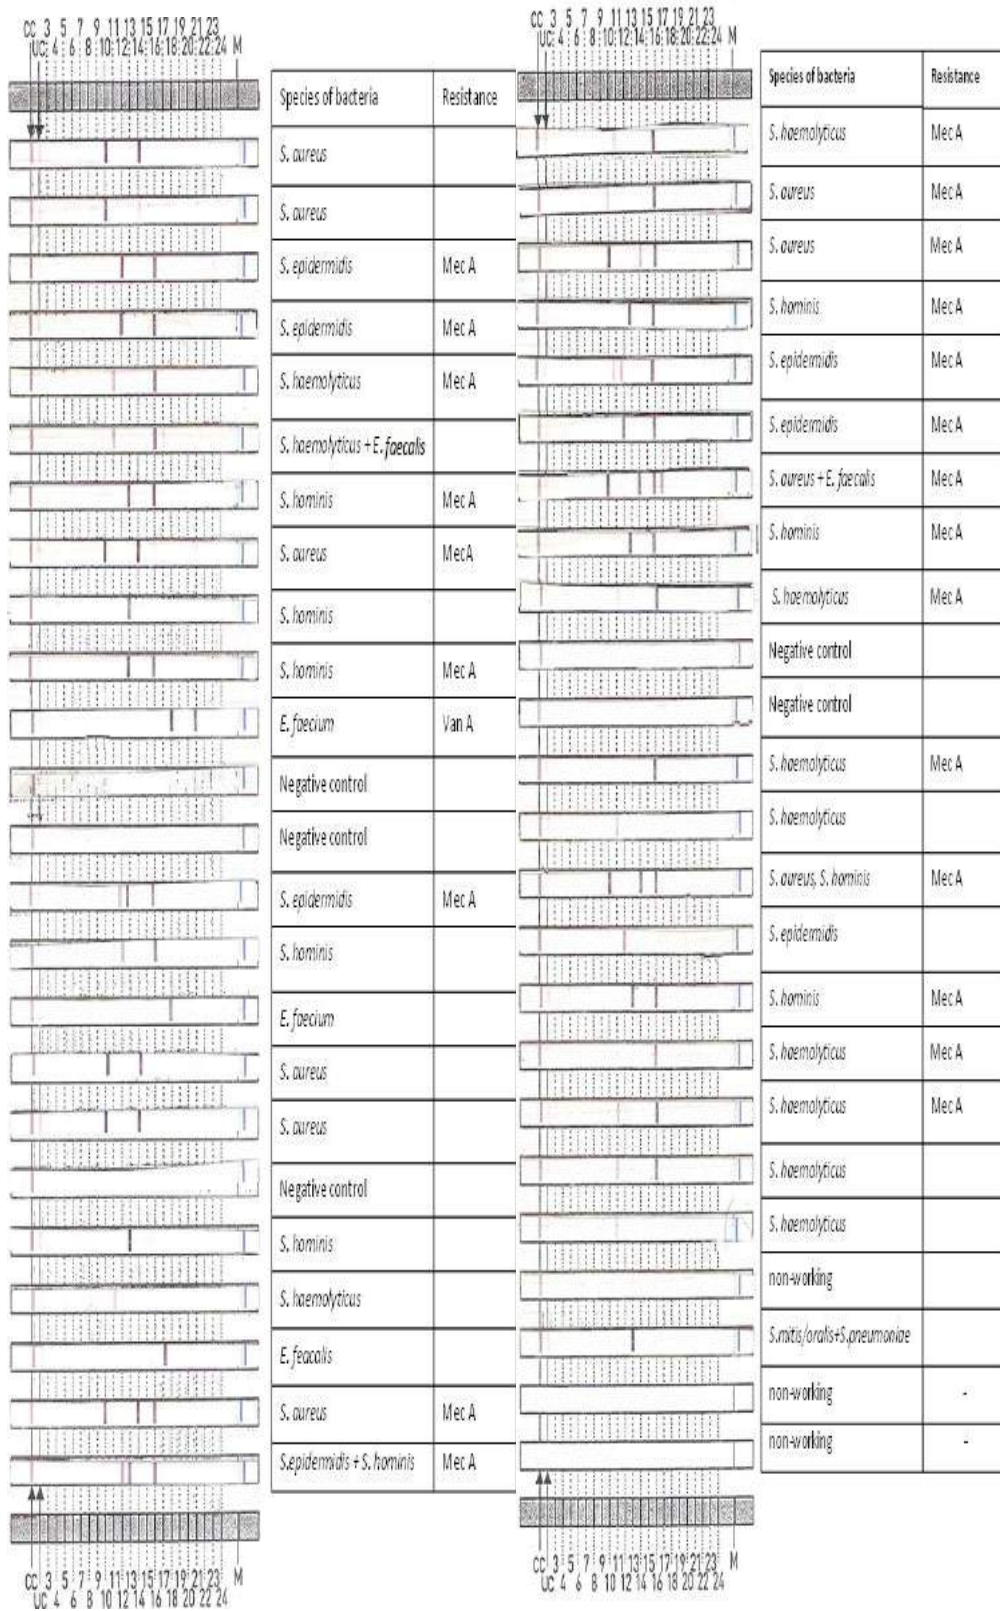 CC 3 5 7 9 11 13 15 17 19 21 23
UC 4 6 8 10 12 14 16 18 20 22 24 M
Species of bacteria Resistance
S. aureus
S. aureus
S. epidermidis Mec A
S. epidermidis Mec A
S. haemolyticus Mec A
S. haemolyticus + E. faecalis
S. hominis Mec A
S. aureus MecA
S. hominis
S. hominis Mec A
E. faecium Van A
Negative control
Negative control
S. epidermidis Mec A
S. hominis
E. faecium
S. aureus
S. aureus
Negative control
S. hominis
S. haemolyticus
E. feacalis
S. aureus Mec A
S.epidermidis + S. hominis Mec A
CC 3 5 7 9 11 13 15 17 19 21 23 M
UC 4 6 8 10 12 14 16 18 20 22 24
CC 3 5 7 9 11 13 15 17 19 21 23
UC 4 6 8 10 12 14 16 18 20 22 24 M
Species of bacteria Resistance
S. haemolyticus Mec A
S. aureus Mec A
S. aureus Mec A
S. hominis Mec A
S. epidermidis Mec A
S. epidermidis Mec A
S. aureus + E. faecalis Mec A
S. hominis Mec A
S. haemolyticus Mec A
Negative control
Negative control
S. haemolyticus Mec A
S. haemolyticus
S. aureus, S. hominis Mec A
S. epidermidis
S. hominis Mec A
S. haemolyticus Mec A
S. haemolyticus Mec A
S. haemolyticus
S. haemolyticus
non-working
S.mitis/oralis+S.pneumoniae
non-working -
non-working -
CC 3 5 7 9 11 13 15 17 19 21 23 M
UC 4 6 8 10 12 14 16 18 20 22 24